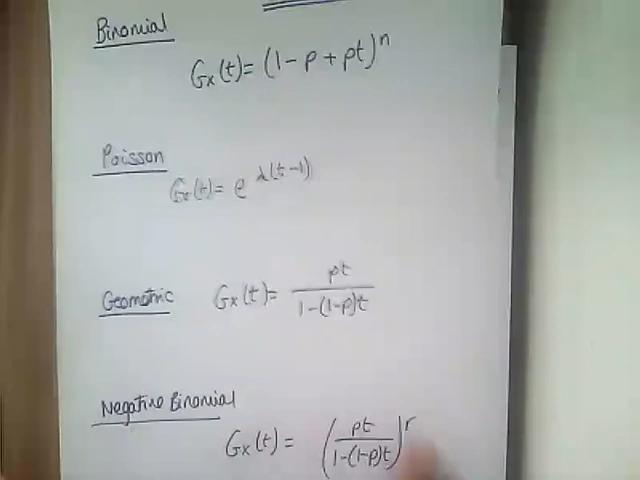 Binomial
Gx(t) = (1-p+pt)^n
Poisson
Gx(t) = e^λ(t-1)
Geometric Gx(t) = pt/1-(1-p)t
Negative Binomial
Gx(t) = (pt/1-(1-p)t)^r